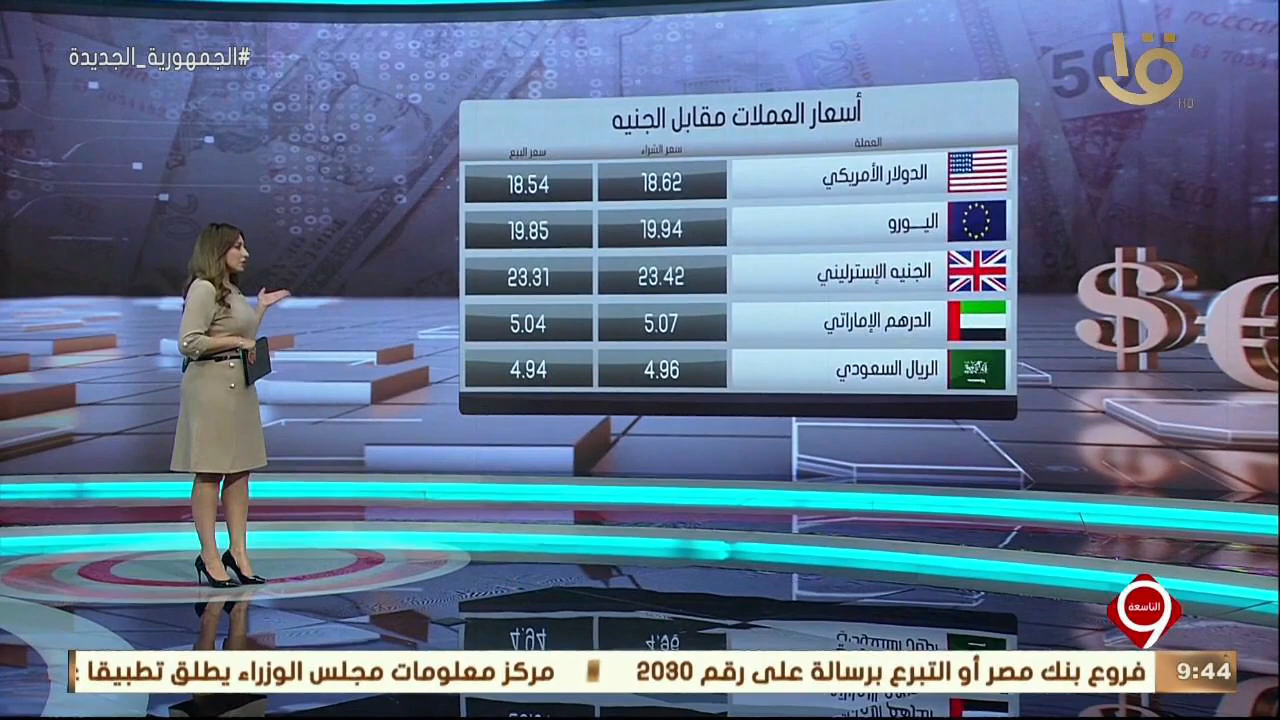 #الجمهورية_الجديدة
HD
أسعار العملات مقابل الجنيه
العملة سعر الشراء سعر البيع
الدولار الأمريكي 18.62 18.54
اليـــورو 19.94 19.85
الجنيه الإسترليني 23.42 23.31
الدرهم الإماراتي 5.07 5.04
الريال السعودي 4.96 4.94
التاسعة
9
9:44 فروع بنك مصر أو التبرع برسالة على رقم 2030 مركز معلومات مجلس الوزراء يطلق تطبيقا